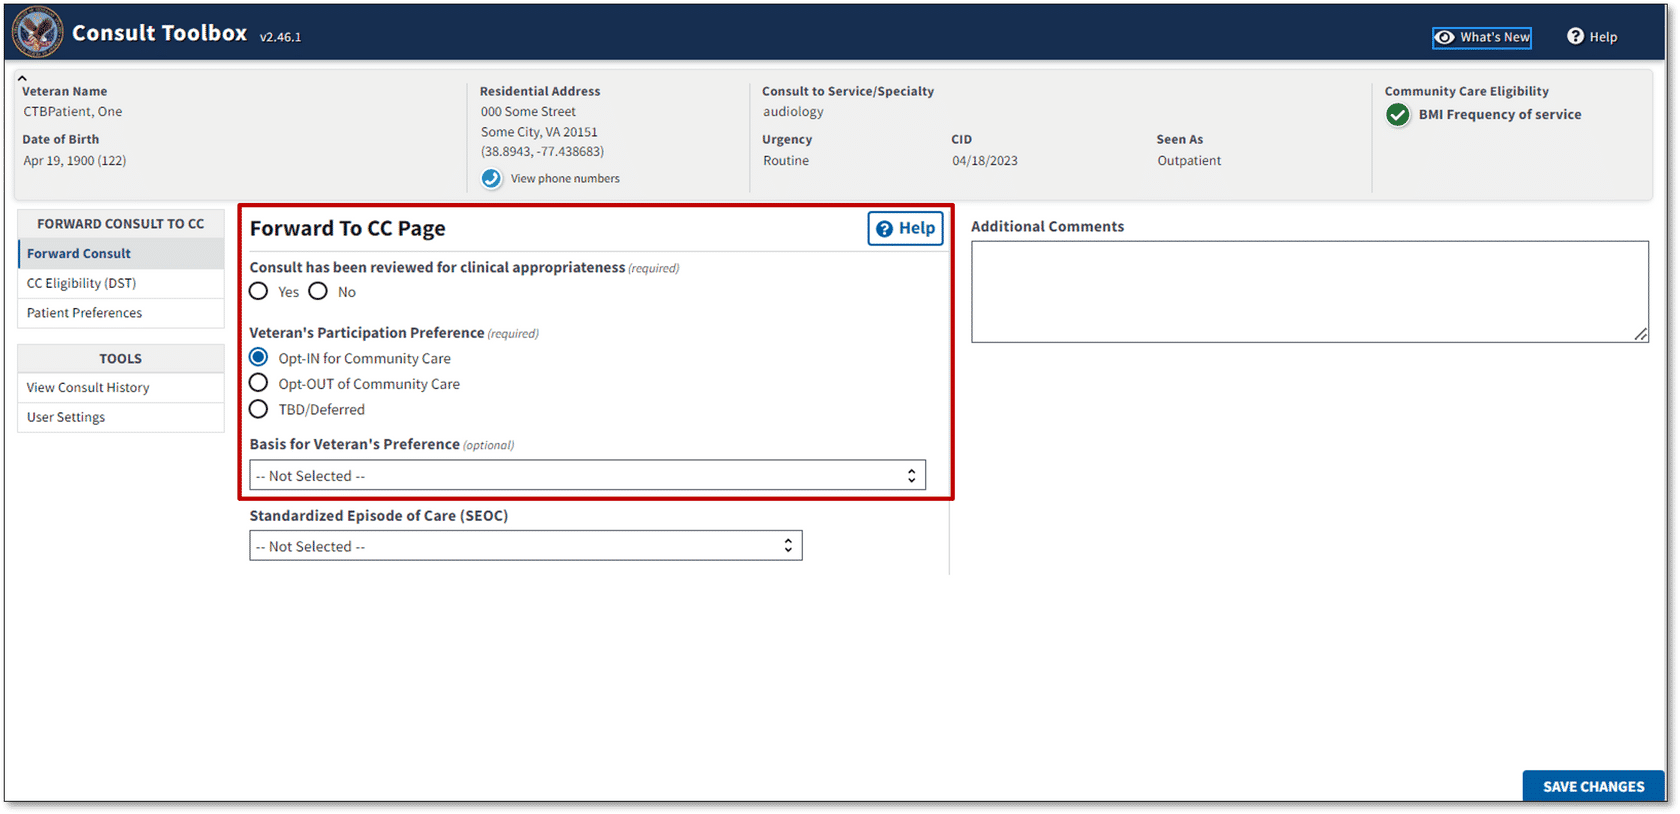 Consult Toolbox v2.46.1
What's New
Help
Veteran Name
CTBPatient, One
Date of Birth
Apr 19, 1900 (122)
Residential Address
000 Some Street
Some City, VA 20151
(38.8943, -77.438683)
View phone numbers
Consult to Service/Specialty
audiology
Urgency
Routine
CID
04/18/2023
Seen As
Outpatient
Community Care Eligibility
BMI Frequency of service
FORWARD CONSULT TO CC
Forward Consult
CC Eligibility (DST)
Patient Preferences
TOOLS
View Consult History
User Settings
Forward To CC Page
Help
Consult has been reviewed for clinical appropriateness (required)
Yes No
Veteran's Participation Preference (required)
Opt-IN for Community Care
Opt-OUT of Community Care
TBD/Deferred
Basis for Veteran's Preference (optional)
-- Not Selected --
Standardized Episode of Care (SEOC)
-- Not Selected --
Additional Comments
SAVE CHANGES